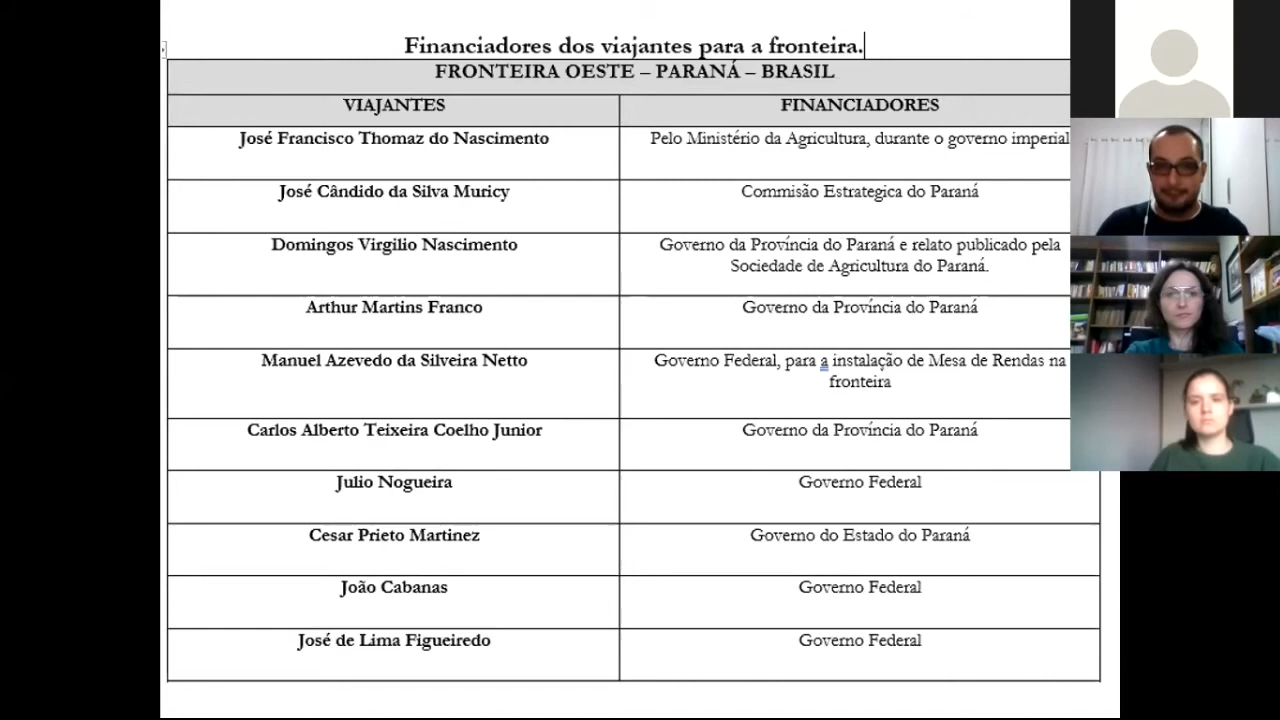 Financiadores dos viajantes para a fronteira.
FRONTEIRA OESTE – PARANÁ – BRASIL
VIAJANTES FINANCIADORES
José Francisco Thomaz do Nascimento Pelo Ministério da Agricultura, durante o governo imperial
José Cândido da Silva Muricy Commisão Estrategica do Paraná
Domingos Virgilio Nascimento Governo da Província do Paraná e relato publicado pela
Sociedade de Agricultura do Paraná.
Arthur Martins Franco Governo da Província do Paraná
Manuel Azevedo da Silveira Netto Governo Federal, para a instalação de Mesa de Rendas na
fronteira
Carlos Alberto Teixeira Coelho Junior Governo da Província do Paraná
Julio Nogueira Governo Federal
Cesar Prieto Martinez Governo do Estado do Paraná
João Cabanas Governo Federal
José de Lima Figueiredo Governo Federal